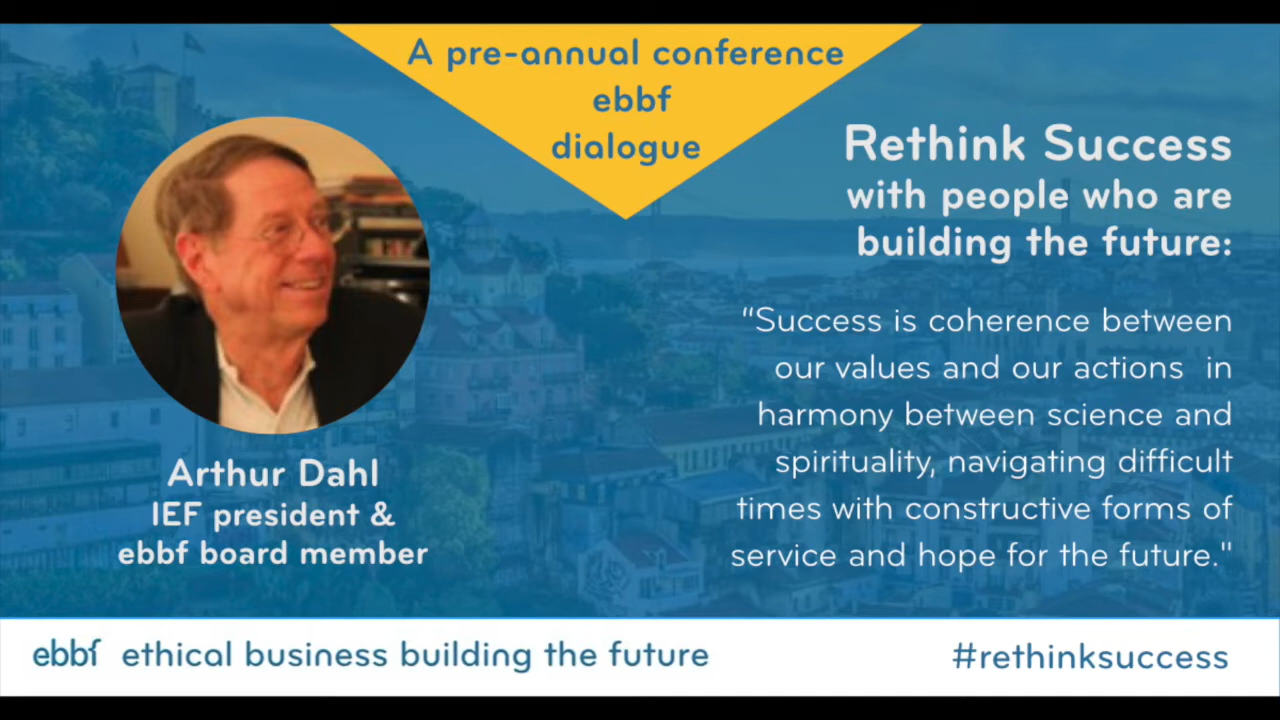 A pre-annual conference
ebbf
dialogue
Rethink Success
with people who are
building the future:
“Success is coherence between
our values and our actions in
harmony between science and
spirituality, navigating difficult
times with constructive forms of
service and hope for the future."
Arthur Dahl
IEF president &
ebbf board member
ebbf ethical business building the future
#rethinksuccess